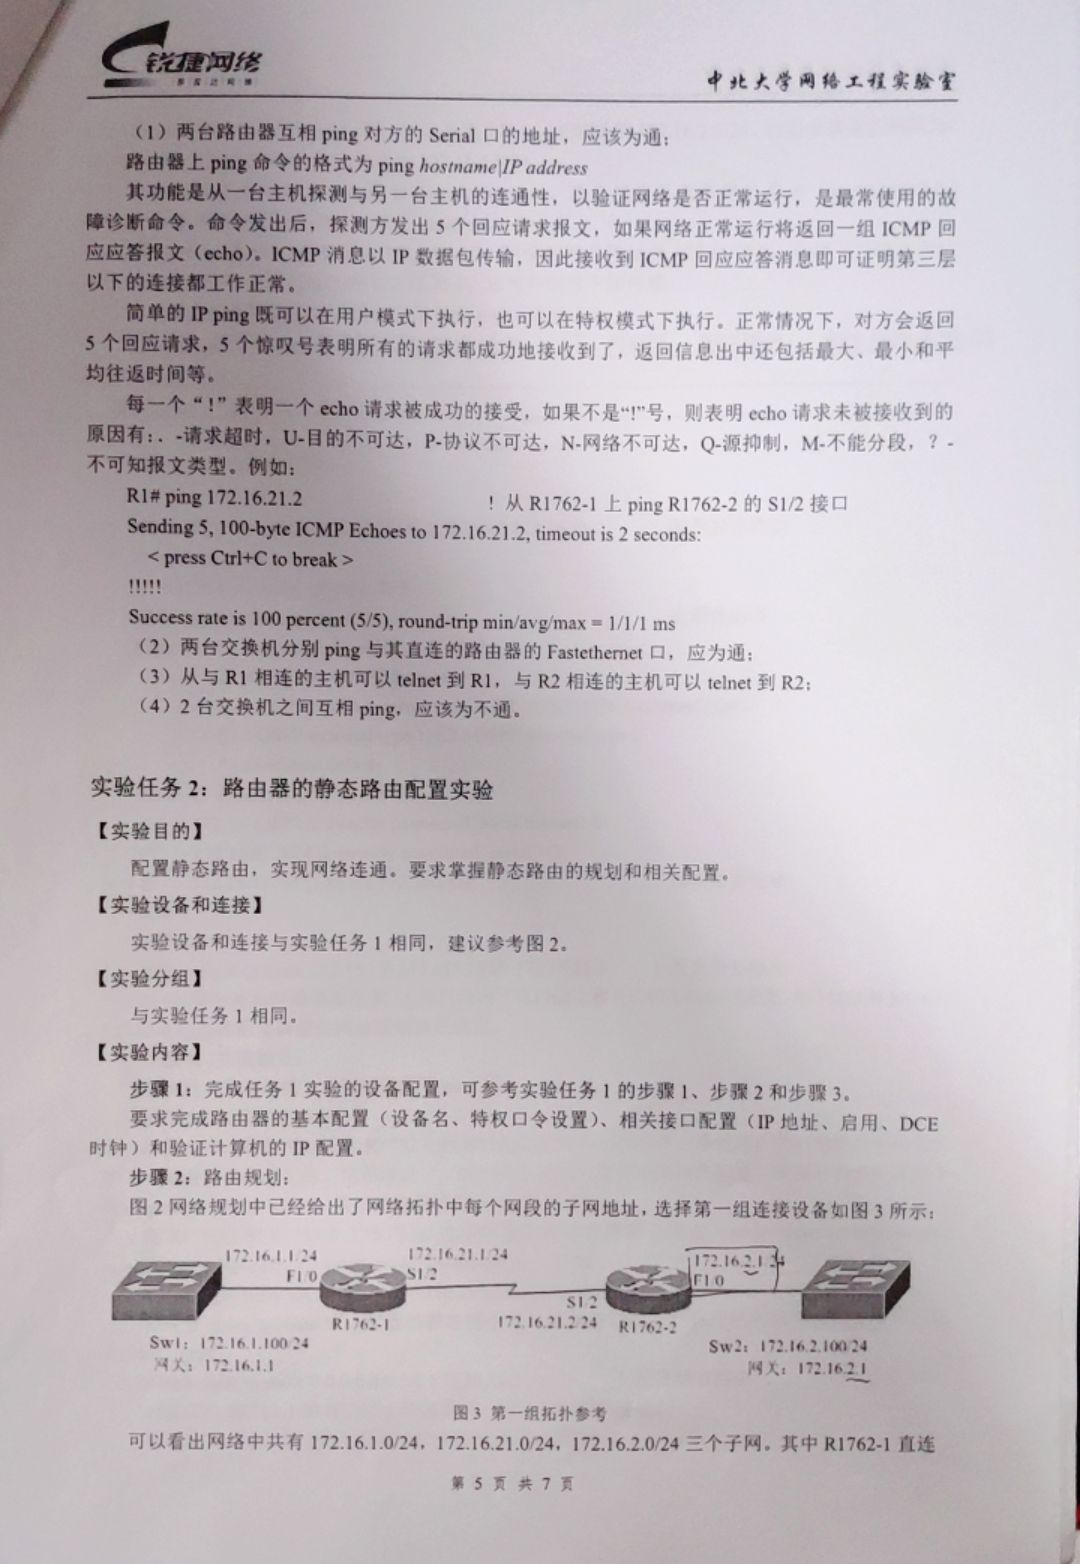 锐捷网络
中北大学网络工程实验室
（1）两台路由器互相 ping 对方的 Serial 口的地址，应该为通；
路由器上 ping 命令的格式为 ping hostname|IP address
其功能是从一台主机探测与另一台主机的连通性，以验证网络是否正常运行，是最常使用的故
障诊断命令。命令发出后，探测方发出 5 个回应请求报文，如果网络正常运行将返回一组 ICMP 回
应应答报文（echo）。ICMP 消息以 IP 数据包传输，因此接收到 ICMP 回应应答消息即可证明第三层
以下的连接都工作正常。
简单的 IP ping 既可以在用户模式下执行，也可以在特权模式下执行。正常情况下，对方会返回
5 个回应请求，5 个惊叹号表明所有的请求都成功地接收到了，返回信息出中还包括最大、最小和平
均往返时间等。
每一个“！”表明一个 echo 请求被成功的接受，如果不是“!”号，则表明 echo 请求未被接收到的
原因有：. -请求超时，U-目的不可达，P-协议不可达，N-网络不可达，Q-源抑制，M-不能分段，？-
不可知报文类型。例如：
R1# ping 172.16.21.2 ！从 R1762-1 上 ping R1762-2 的 S1/2 接口
Sending 5, 100-byte ICMP Echoes to 172.16.21.2, timeout is 2 seconds:
< press Ctrl+C to break >
!!!!!
Success rate is 100 percent (5/5), round-trip min/avg/max = 1/1/1 ms
（2）两台交换机分别 ping 与其直连的路由器的 Fastethernet 口，应为通；
（3）从与 R1 相连的主机可以 telnet 到 R1，与 R2 相连的主机可以 telnet 到 R2；
（4）2 台交换机之间互相 ping，应该为不通。
实验任务 2：路由器的静态路由配置实验
【实验目的】
配置静态路由，实现网络连通。要求掌握静态路由的规划和相关配置。
【实验设备和连接】
实验设备和连接与实验任务 1 相同，建议参考图 2。
【实验分组】
与实验任务 1 相同。
【实验内容】
步骤 1：完成任务 1 实验的设备配置，可参考实验任务 1 的步骤 1、步骤 2 和步骤 3。
要求完成路由器的基本配置（设备名、特权口令设置）、相关接口配置（IP 地址、启用、DCE
时钟）和验证计算机的 IP 配置。
步骤 2：路由规划：
图 2 网络规划中已经给出了网络拓扑中每个网段的子网地址，选择第一组连接设备如图 3 所示：
172.16.1.1/24 172.16.21.1/24 172.16.2.1/24
F1/0 S1/2 F1/0
S1/2
R1762-1 172.16.21.2/24 R1762-2
Sw1：172.16.1.100/24 Sw2：172.16.2.100/24
网关：172.16.1.1 网关：172.16.2.1
图 3 第一组拓扑参考
可以看出网络中共有 172.16.1.0/24，172.16.21.0/24，172.16.2.0/24 三个子网。其中 R1762-1 直连
第 5 页 共 7 页